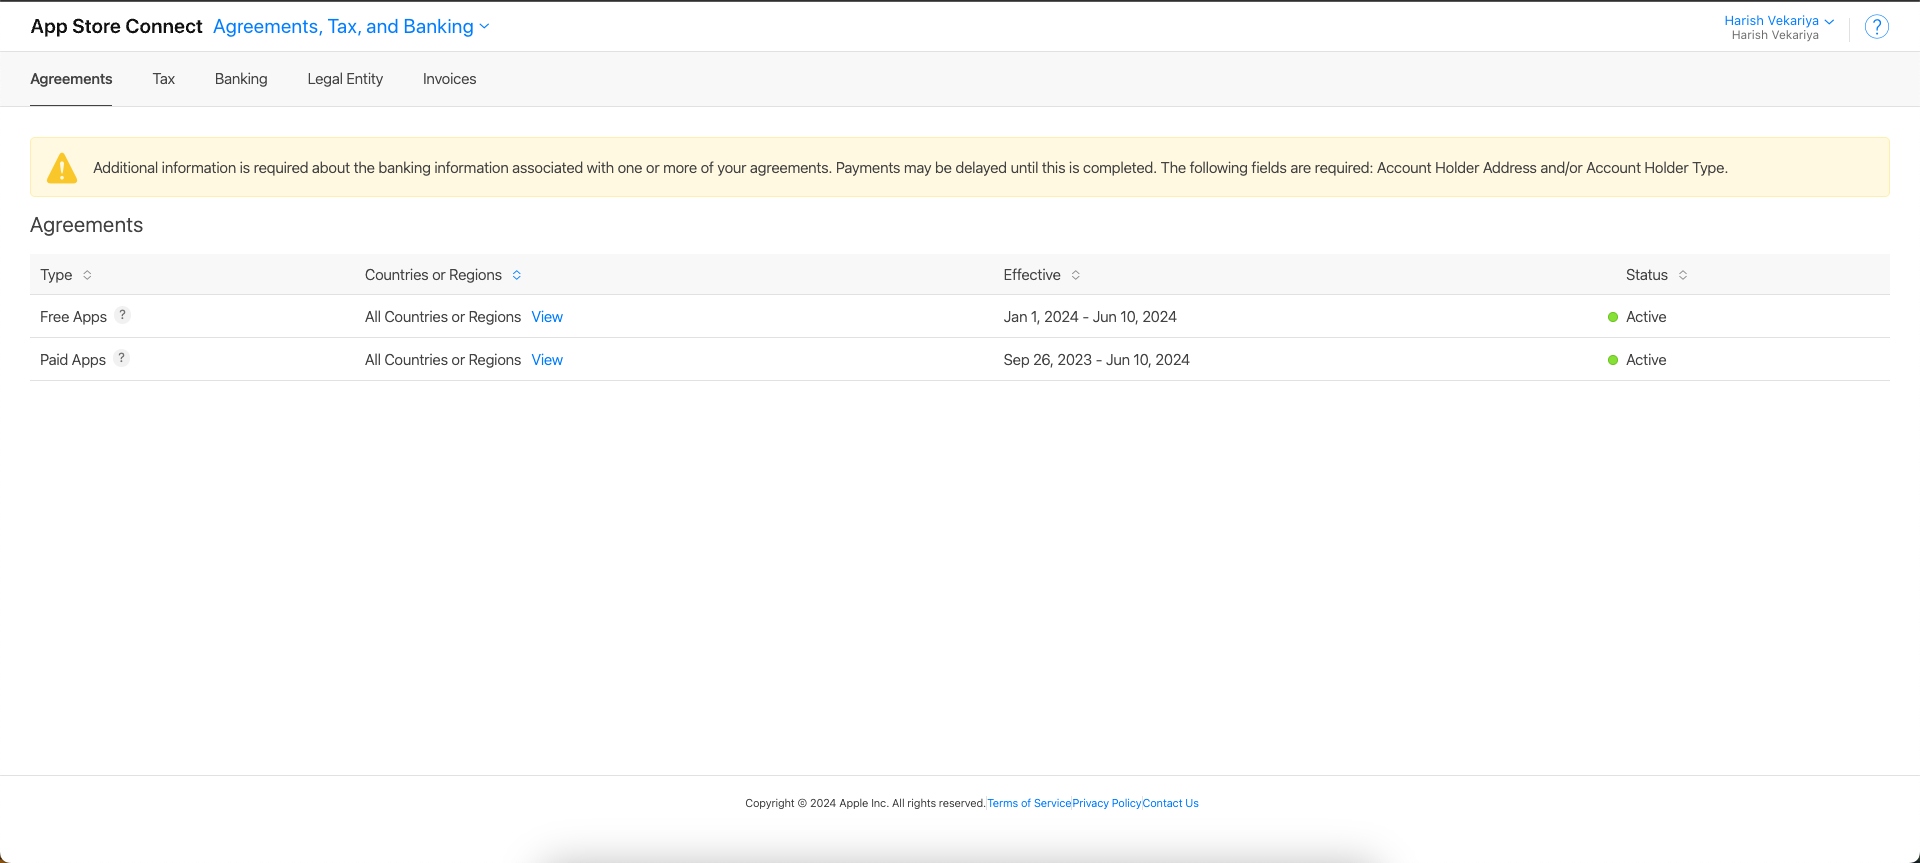 App Store Connect Agreements, Tax, and Banking
Harish Vekariya
Harish Vekariya
?
Agreements Tax Banking Legal Entity Invoices
Additional information is required about the banking information associated with one or more of your agreements. Payments may be delayed until this is completed. The following fields are required: Account Holder Address and/or Account Holder Type.
Agreements
Type Countries or Regions Effective Status
Free Apps ? All Countries or Regions View Jan 1, 2024 - Jun 10, 2024 Active
Paid Apps ? All Countries or Regions View Sep 26, 2023 - Jun 10, 2024 Active
Copyright © 2024 Apple Inc. All rights reserved. Terms of Service Privacy Policy Contact Us